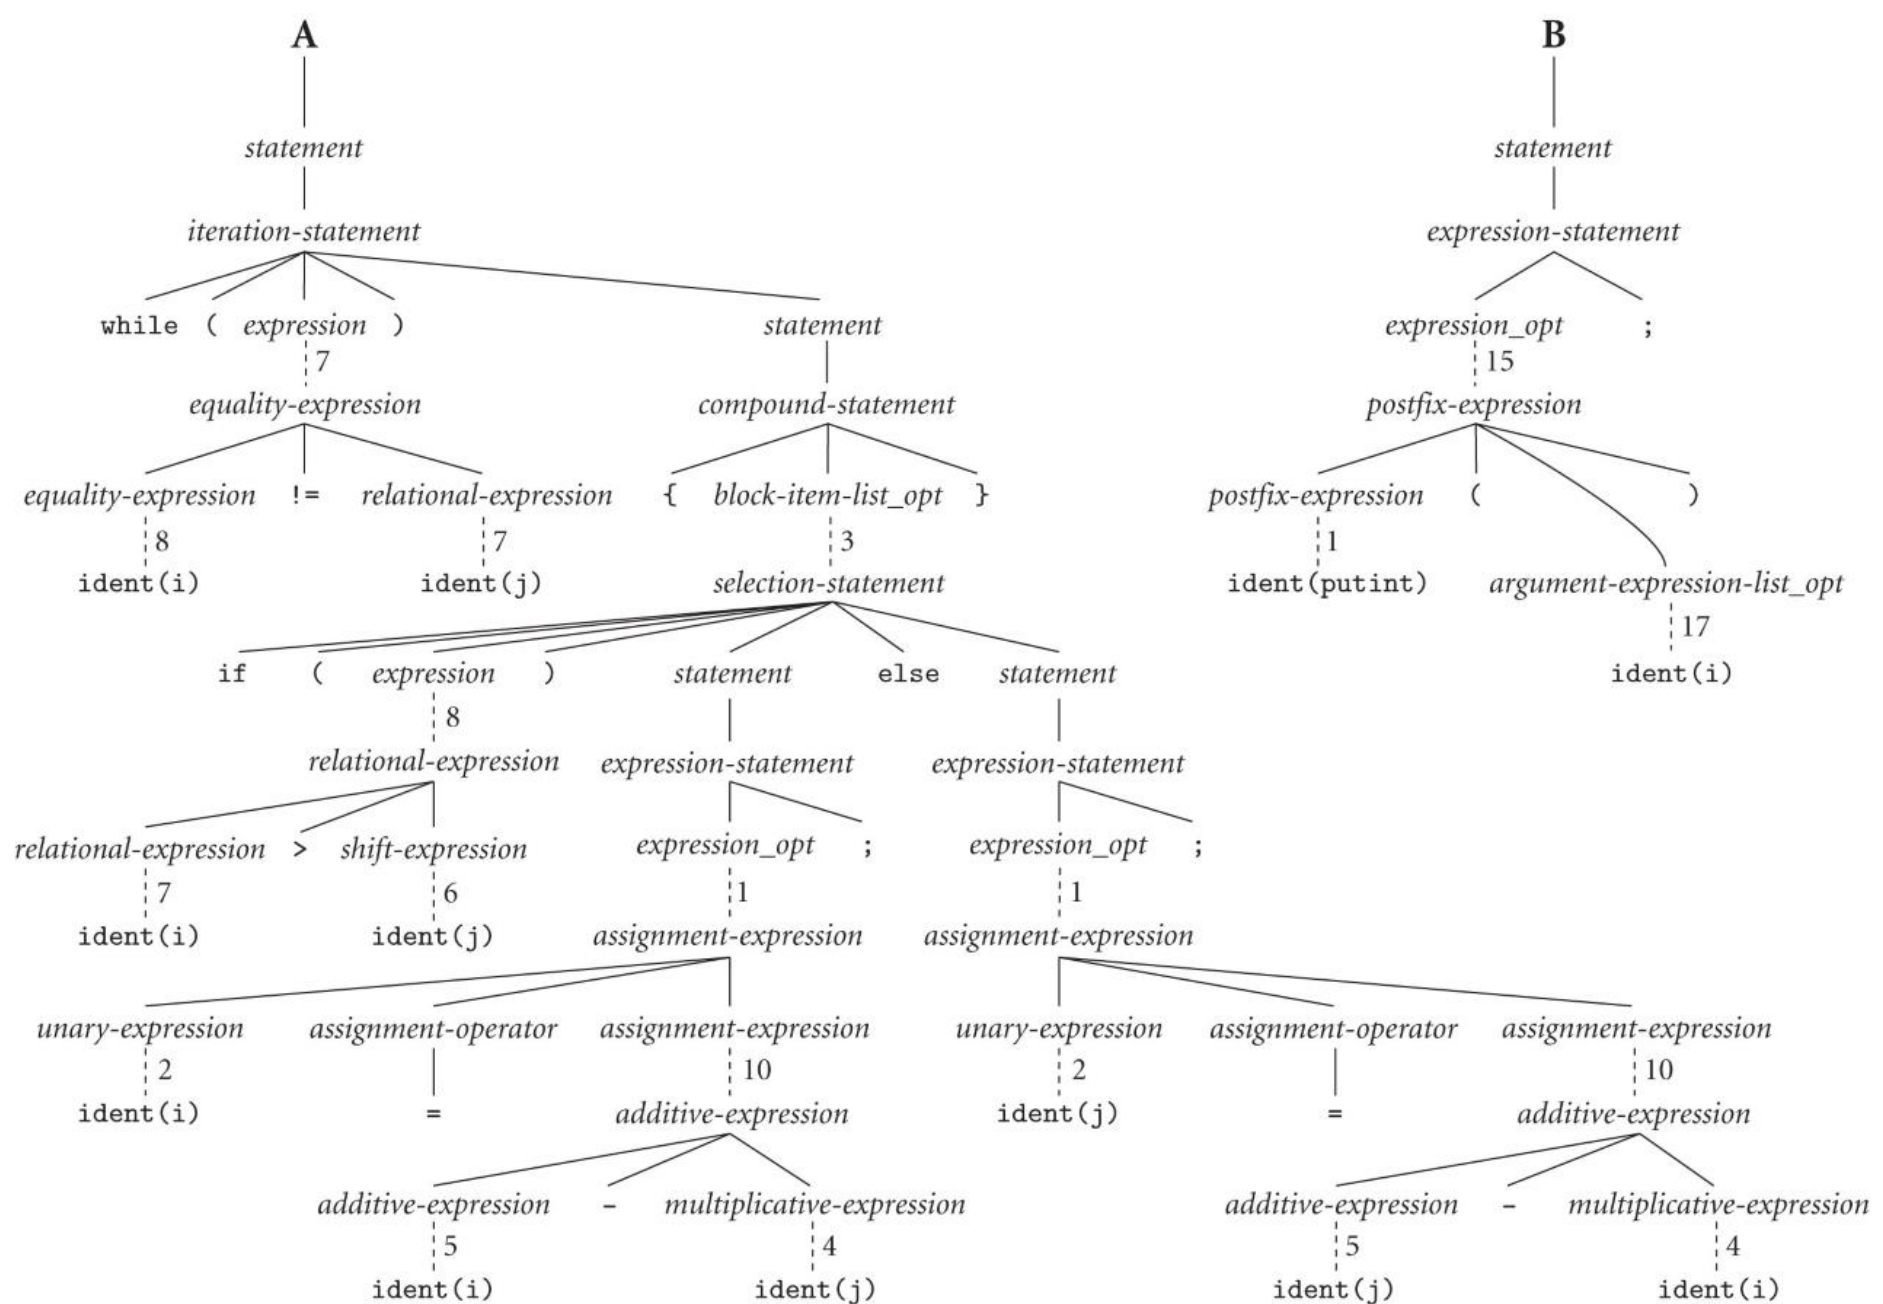 A B
statement statement
iteration-statement expression-statement
while ( expression ) statement expression_opt ;
7 15
equality-expression compound-statement postfix-expression
equality-expression != relational-expression { block-item-list_opt } postfix-expression ( )
8 7 3 1
ident(i) ident(j) selection-statement ident(putint) argument-expression-list_opt
17
if ( expression ) statement else statement ident(i)
8
relational-expression expression-statement expression-statement
relational-expression > shift-expression expression_opt ; expression_opt ;
7 6 1 1
ident(i) ident(j) assignment-expression assignment-expression
unary-expression assignment-operator assignment-expression unary-expression assignment-operator assignment-expression
2 10 2 10
ident(i) = additive-expression ident(j) = additive-expression
additive-expression - multiplicative-expression additive-expression - multiplicative-expression
5 4 5 4
ident(i) ident(j) ident(j) ident(i)